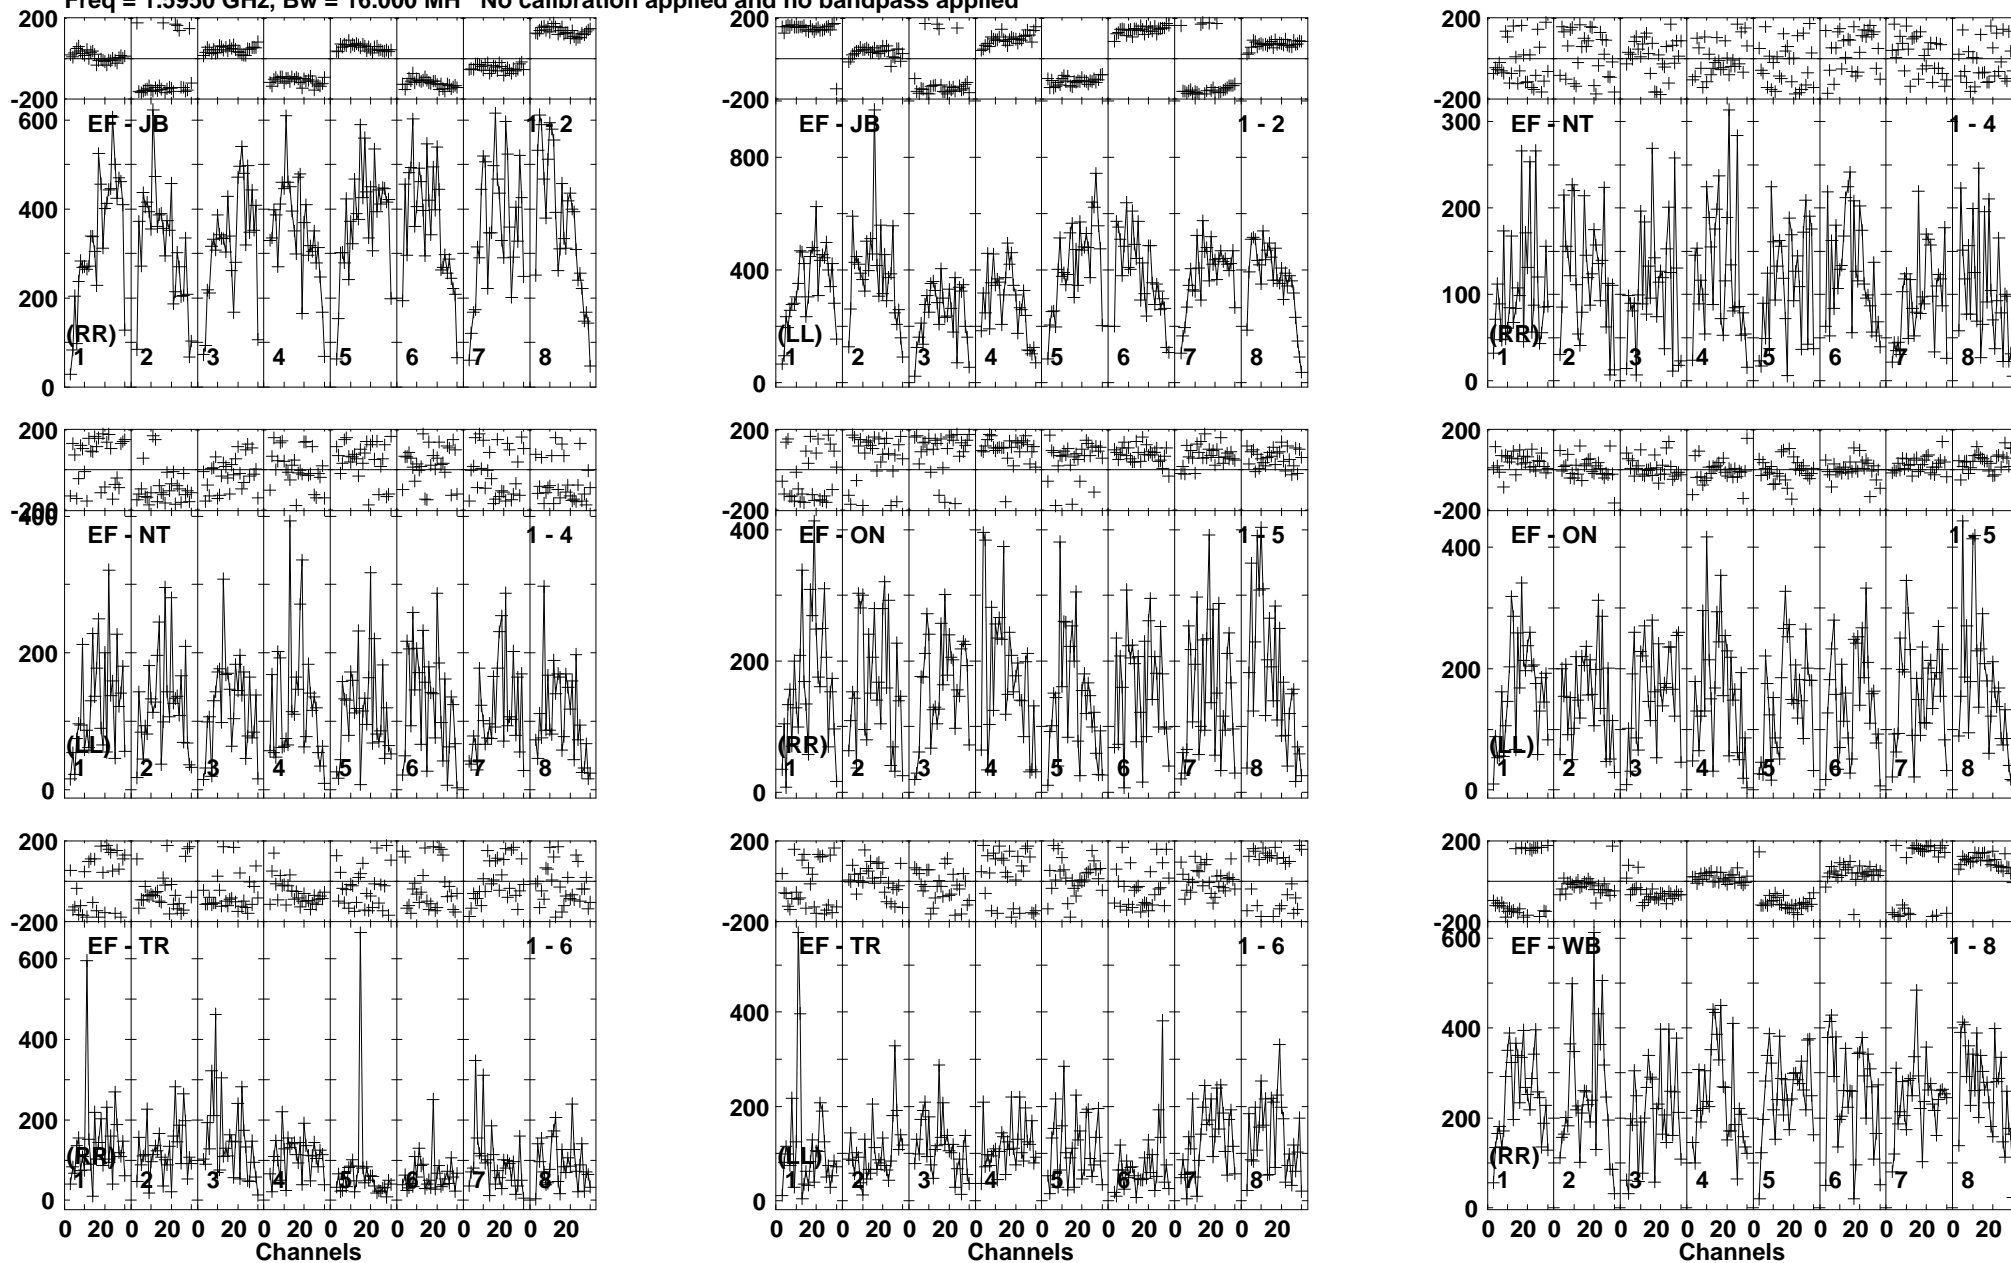 Freq = 1.5950 GHz, Bw = 16.000 MH No calibration applied and no bandpass applied
200 200 200
-200 -200 -200
600 EF - JB 1 - 2 EF - JB 1 - 2 300 EF - NT 1 - 4
800
400 200
400
200 100
(RR) (LL) (RR)
1 2 3 4 5 6 7 8 1 2 3 4 5 6 7 8 1 2 3 4 5 6 7 8
0 0 0
200 200 200
-200 -200 -200
400 EF - NT 1 - 4 400 EF - ON 1 - 5 EF - ON 1 - 5
400
200 200 200
(LL) (RR) (LL)
1 2 3 4 5 6 7 8 1 2 3 4 5 6 7 8 1 2 3 4 5 6 7 8
0 0 0
200 200 200
-200 -200 -200
600 EF - TR 1 - 6 EF - TR 1 - 6 600 EF - WB 1 - 8
400 400 400
200 200 200
(RR) (LL) (RR)
1 2 3 4 5 6 7 8 1 2 3 4 5 6 7 8 1 2 3 4 5 6 7 8
0 0 0
0 20 0 20 0 20 0 20 0 20 0 20 0 20 0 20 0 20 0 20 0 20 0 20 0 20 0 20 0 20 0 20 0 20 0 20 0 20 0 20 0 20 0 20 0 20 0 20
Channels Channels Channels